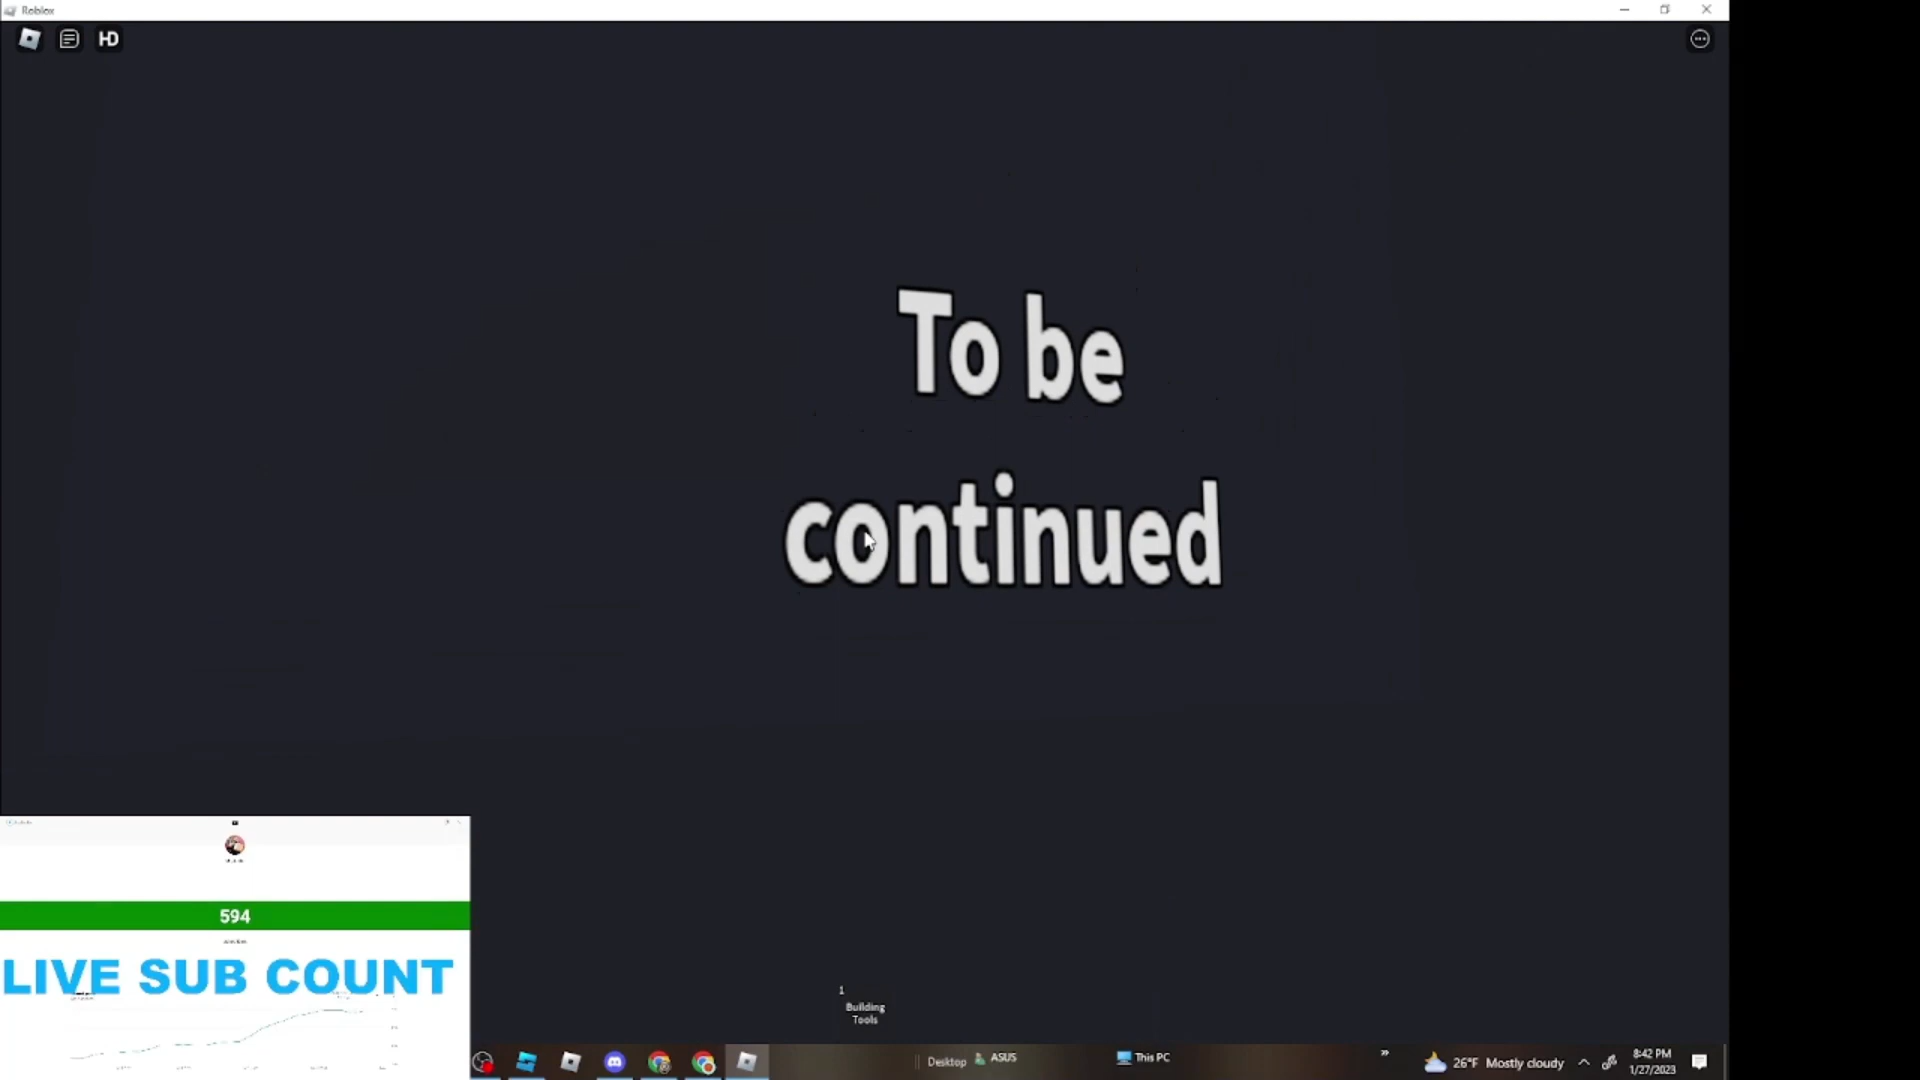 Roblox
HD
To be
continued
594
LIVE SUB COUNT
1
Building
Tools
Desktop
ASUS
This PC
»
26°F Mostly cloudy
8:42 PM
1/27/2023